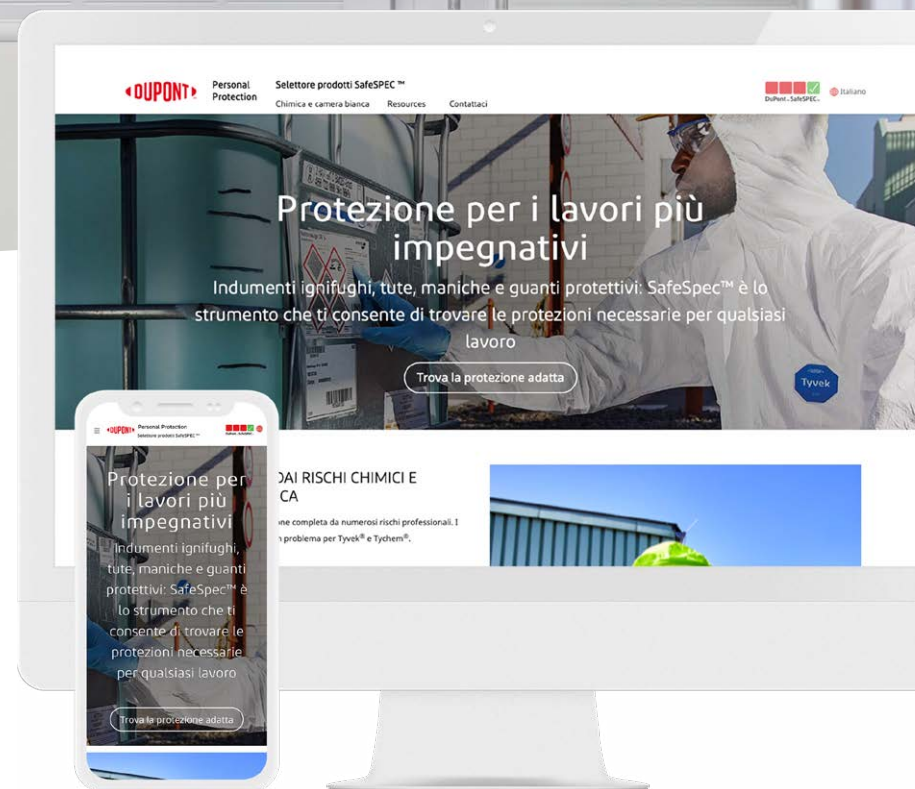 DUPONT
Personal
Protection
Selettore prodotti SafeSPEC ™
Chimica e camera bianca Resources Contattaci
DuPont™ SafeSPEC™
Italiano
Protezione per i lavori più
impegnativi
Indumenti ignifughi, tute, maniche e guanti protettivi: SafeSpec™ è lo
strumento che ti consente di trovare le protezioni necessarie per qualsiasi
lavoro
Trova la protezione adatta
Tyvek
DAI RISCHI CHIMICI E
CA
one completa da numerosi rischi professionali. I
n problema per Tyvek® e Tychem®.
DUPONT
Personal Protection
Selettore prodotti SafeSPEC™
Protezione per
i lavori più
impegnativi
Indumenti ignifughi,
tute, maniche e guanti
protettivi: SafeSpec™ è
lo strumento che ti
consente di trovare le
protezioni necessarie
per qualsiasi lavoro
Trova la protezione adatta